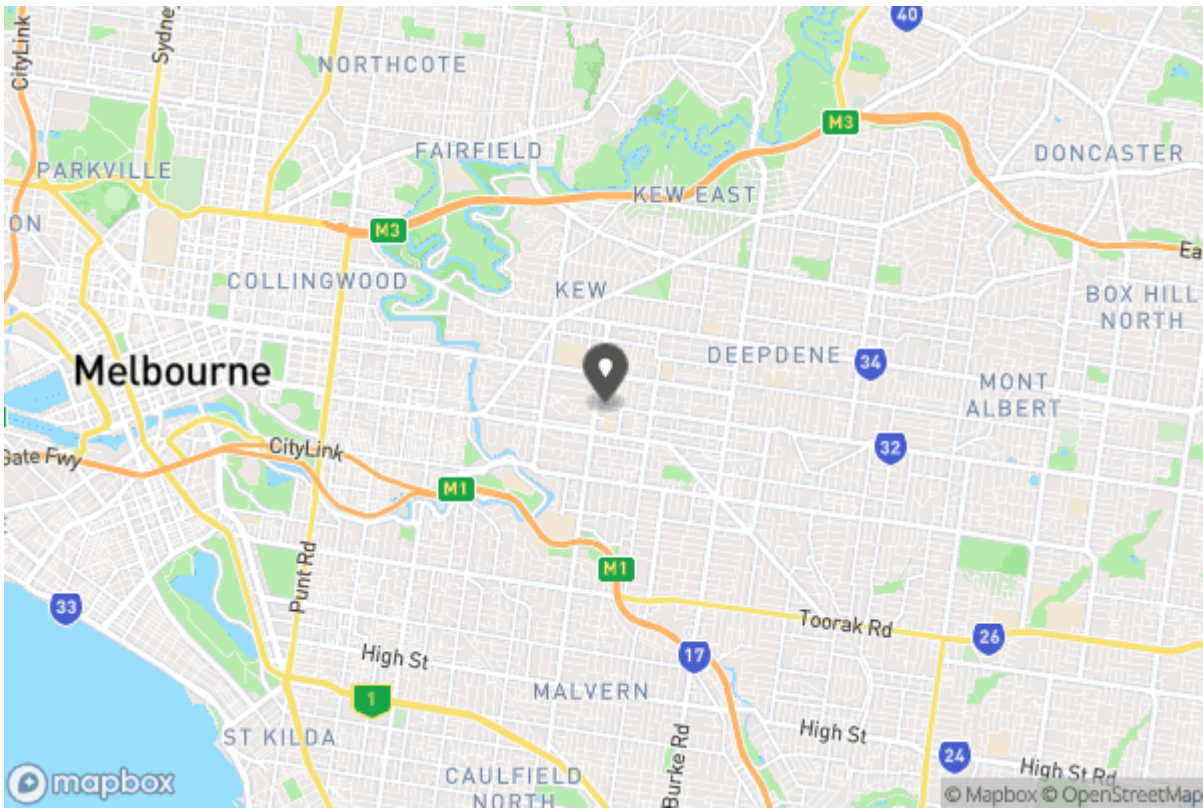 40
CityLink
Sydney
NORTHCOTE
M3
FAIRFIELD
DONCASTER
PARKVILLE
KEW EAST
ON
M3
Ea
COLLINGWOOD
KEW
BOX HILL
NORTH
DEEPDENE
34
Melbourne
MONT
ALBERT
CityLink
32
Gate Fwy
M1
M1
Punt Rd
33
Toorak Rd
26
High St
17
MALVERN
1
ST KILDA
High St
24
Burke Rd
High St Rd
CAULFIELD
NORTH
mapbox
© Mapbox © OpenStreetMap